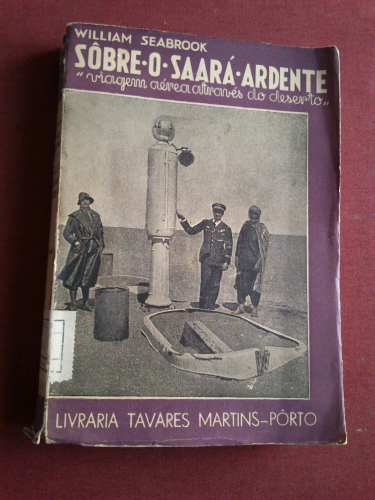 WILLIAM SEABROOK
SÔBRE·O·SAARÁ·ARDENTE
"viagem aérea através do deserto"
LIVRARIA TAVARES MARTINS–PÔRTO